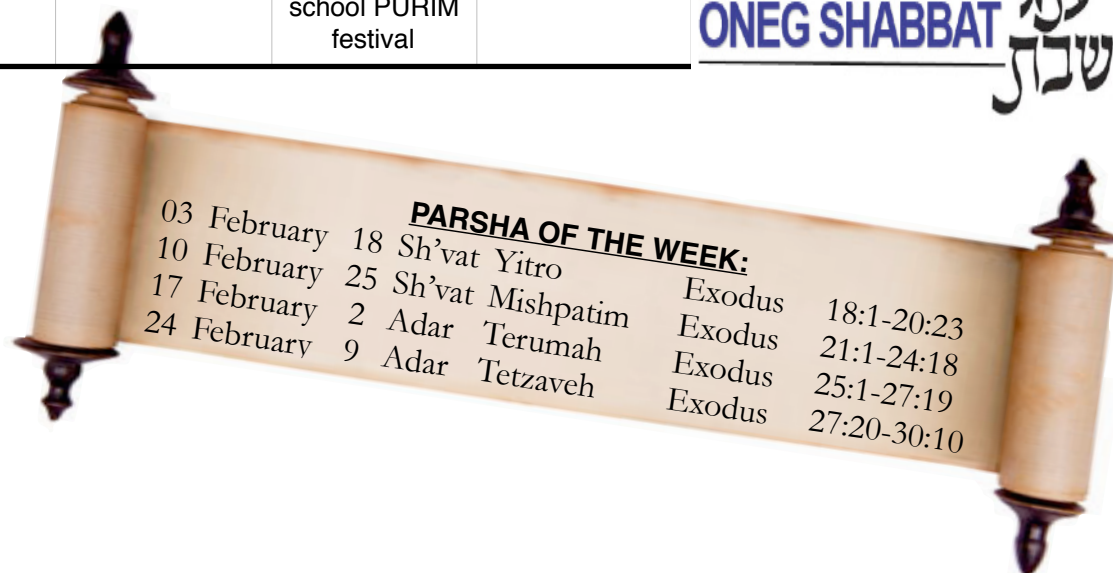 school PURIM
festival
ONEG SHABBAT
שבת
PARSHA OF THE WEEK:
03 February 18 Sh’vat Yitro Exodus 18:1-20:23
10 February 25 Sh’vat Mishpatim Exodus 21:1-24:18
17 February 2 Adar Terumah Exodus 25:1-27:19
24 February 9 Adar Tetzaveh Exodus 27:20-30:10